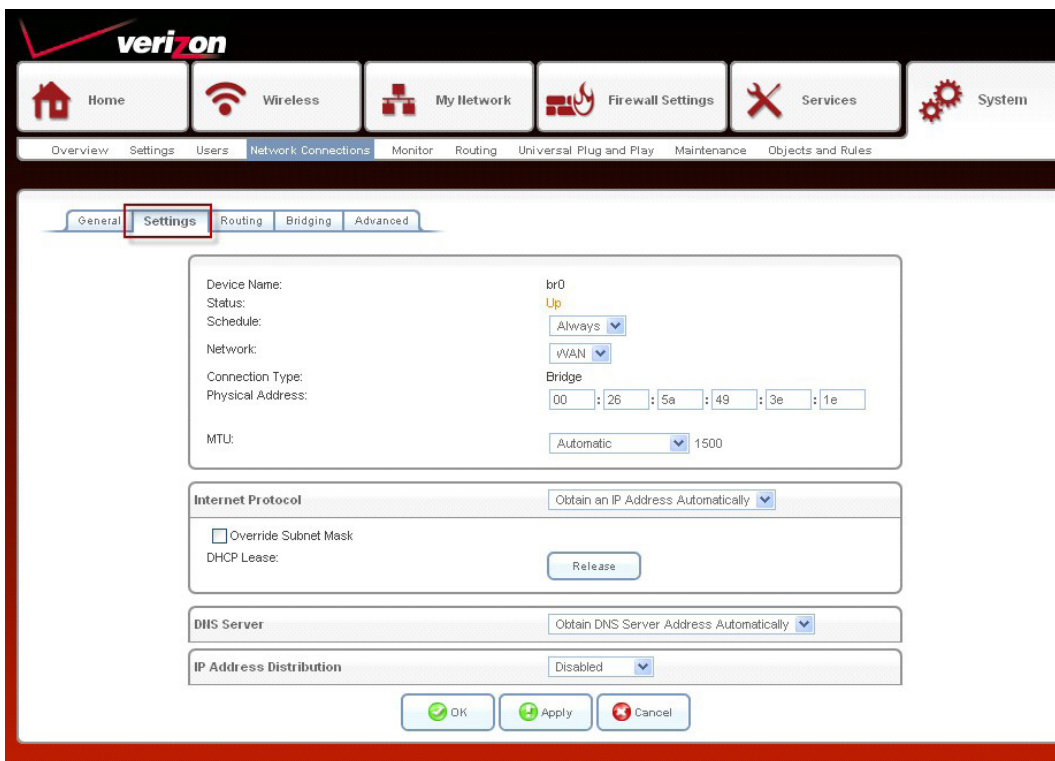 verizon
Home Wireless My Network Firewall Settings Services System
Overview Settings Users Network Connections Monitor Routing Universal Plug and Play Maintenance Objects and Rules
General Settings Routing Bridging Advanced
Device Name: br0
Status: Up
Schedule: Always
Network: WAN
Connection Type: Bridge
Physical Address: 00 : 26 : 5a : 49 : 3e : 1e
MTU: Automatic 1500
Internet Protocol Obtain an IP Address Automatically
Override Subnet Mask
DHCP Lease: Release
DNS Server Obtain DNS Server Address Automatically
IP Address Distribution Disabled
OK Apply Cancel